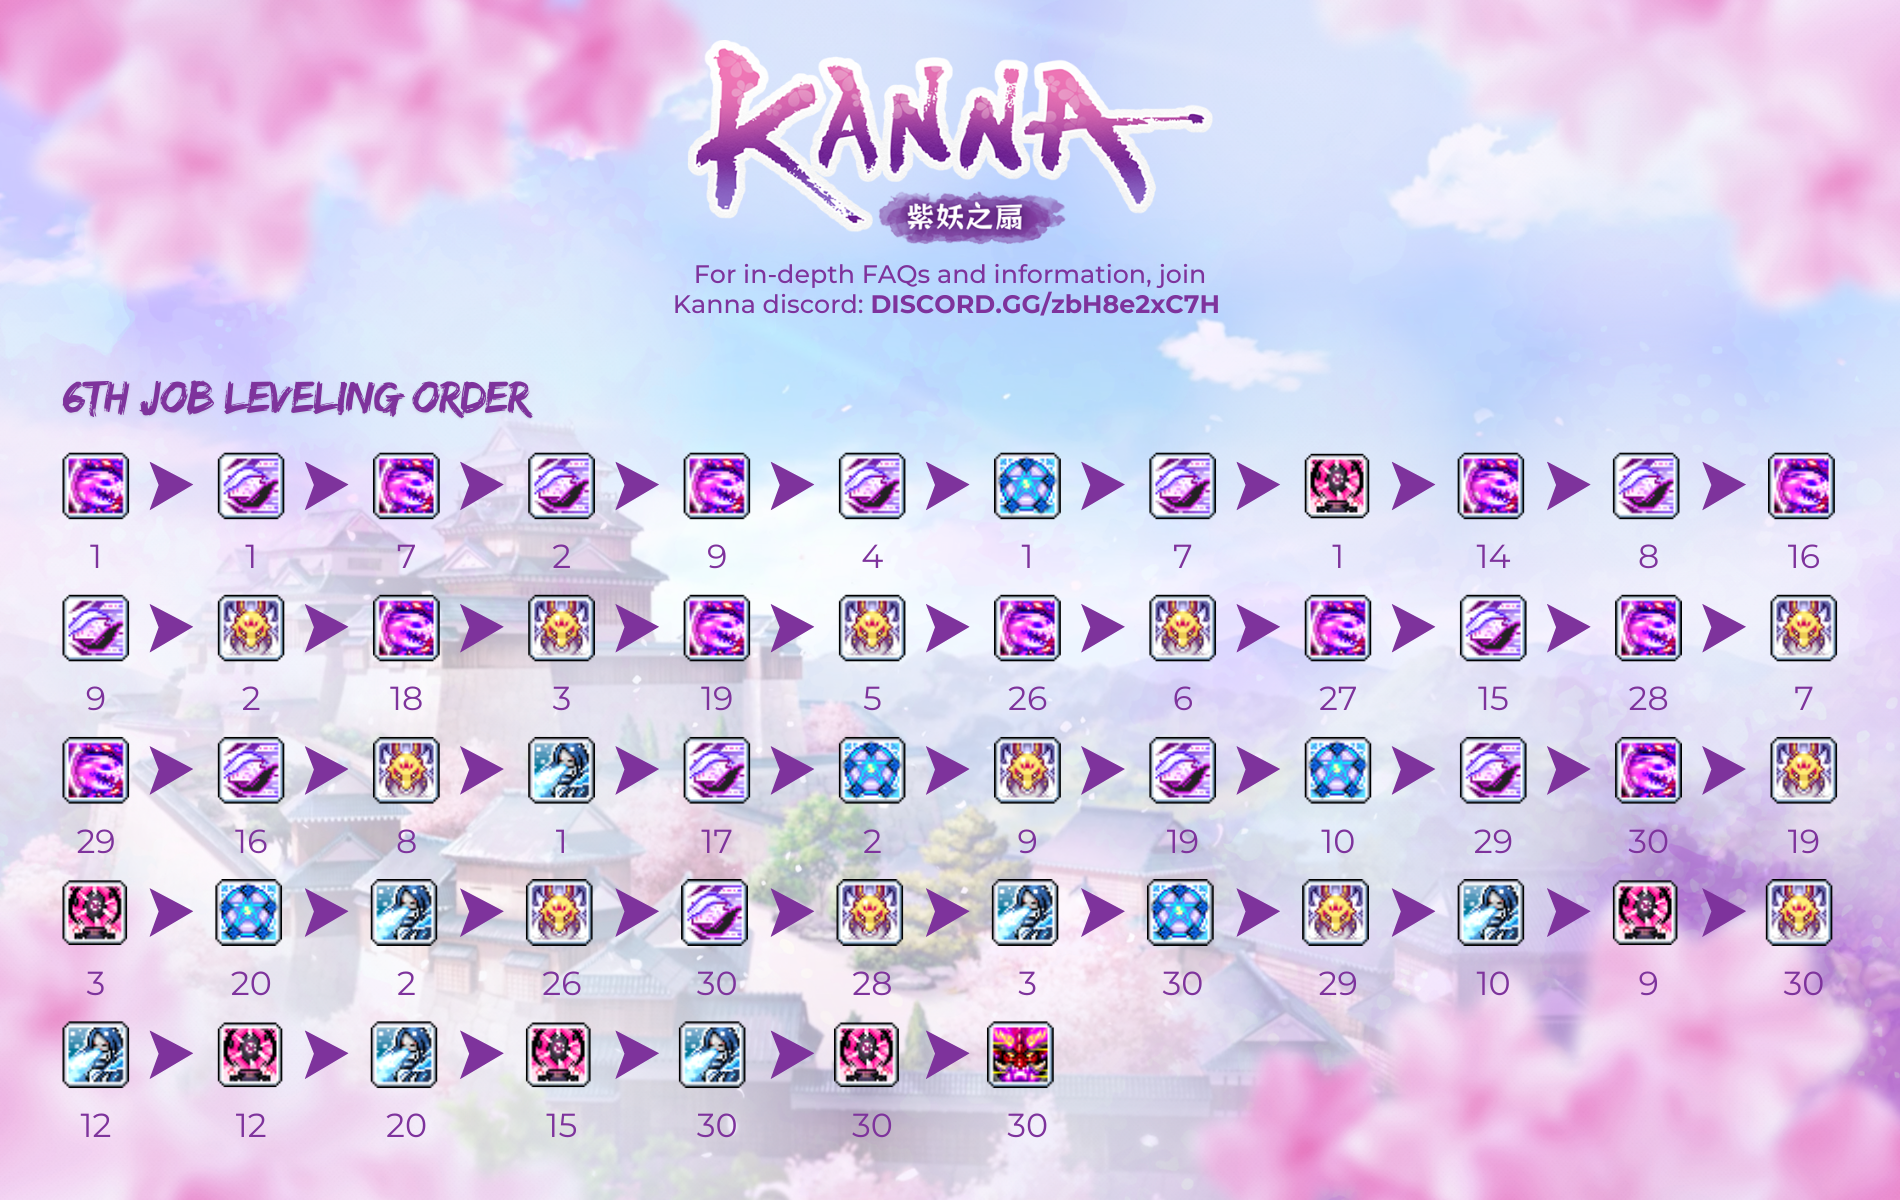 KANNA
紫妖之扇
For in-depth FAQs and information, join
Kanna discord: DISCORD.GG/zbH8e2xC7H
6TH JOB LEVELING ORDER
1 1 7 2 9 4 1 7 1 14 8 16
9 2 18 3 19 5 26 6 27 15 28 7
29 16 8 1 17 2 9 19 10 29 30 19
3 20 2 26 30 28 3 30 29 10 9 30
12 12 20 15 30 30 30